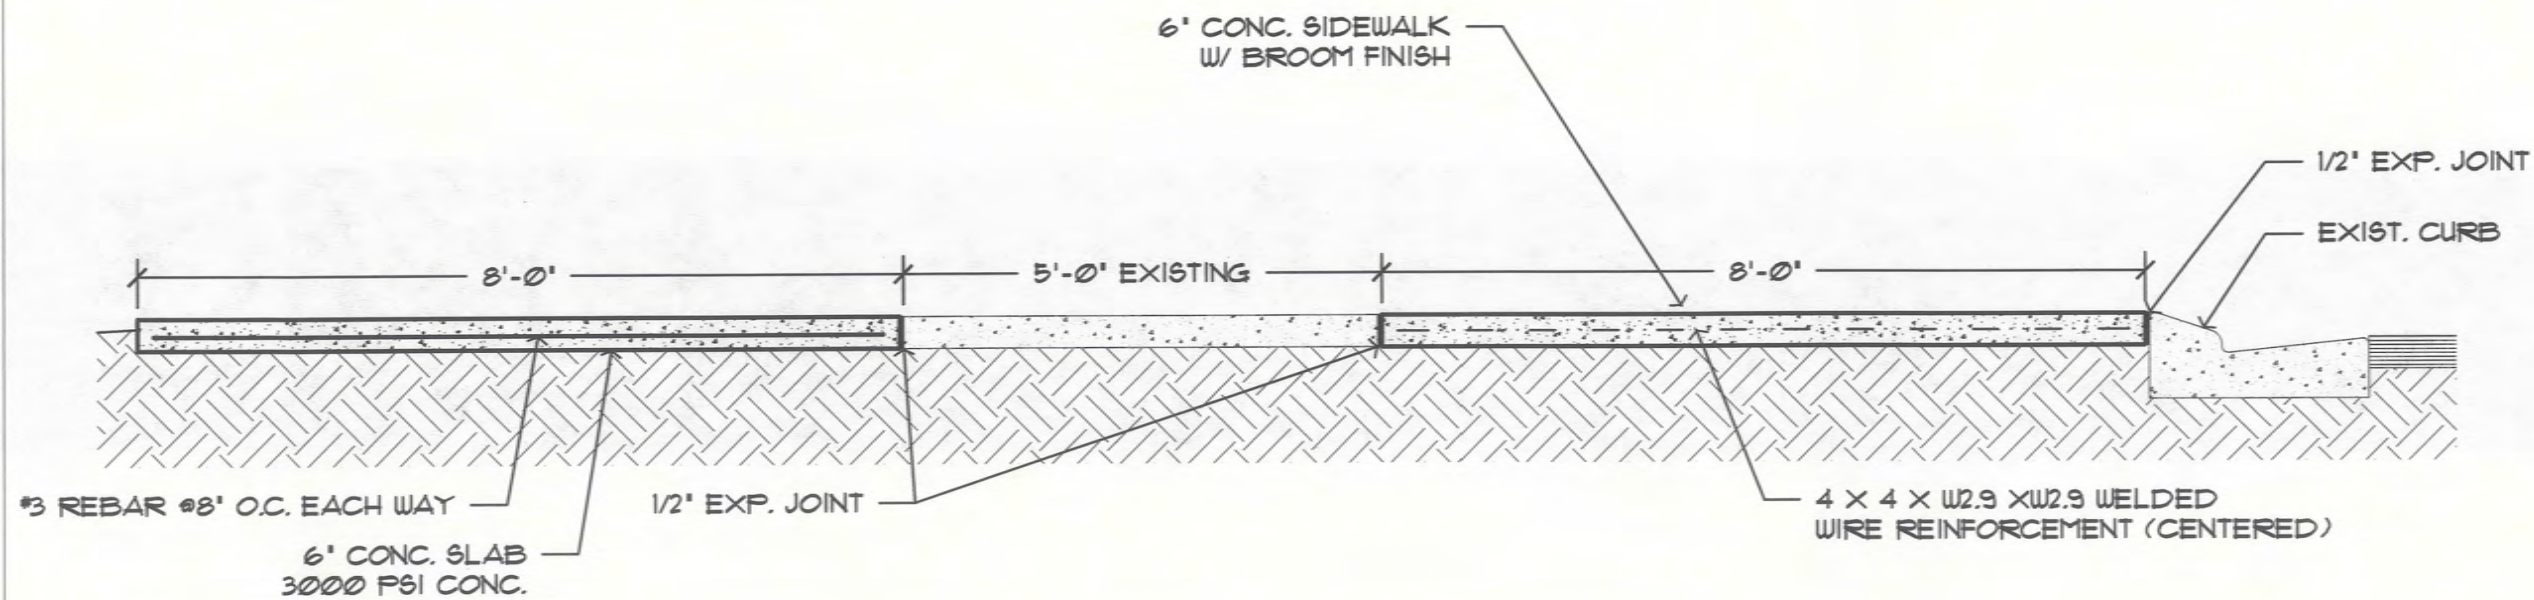 6" CONC. SIDEWALK
W/ BROOM FINISH
1/2" EXP. JOINT
EXIST. CURB
8'-0"
5'-0" EXISTING
8'-0"
#3 REBAR @8" O.C. EACH WAY
1/2" EXP. JOINT
4 X 4 X W2.9 XW2.9 WELDED
WIRE REINFORCEMENT (CENTERED)
6" CONC. SLAB
3000 PSI CONC.